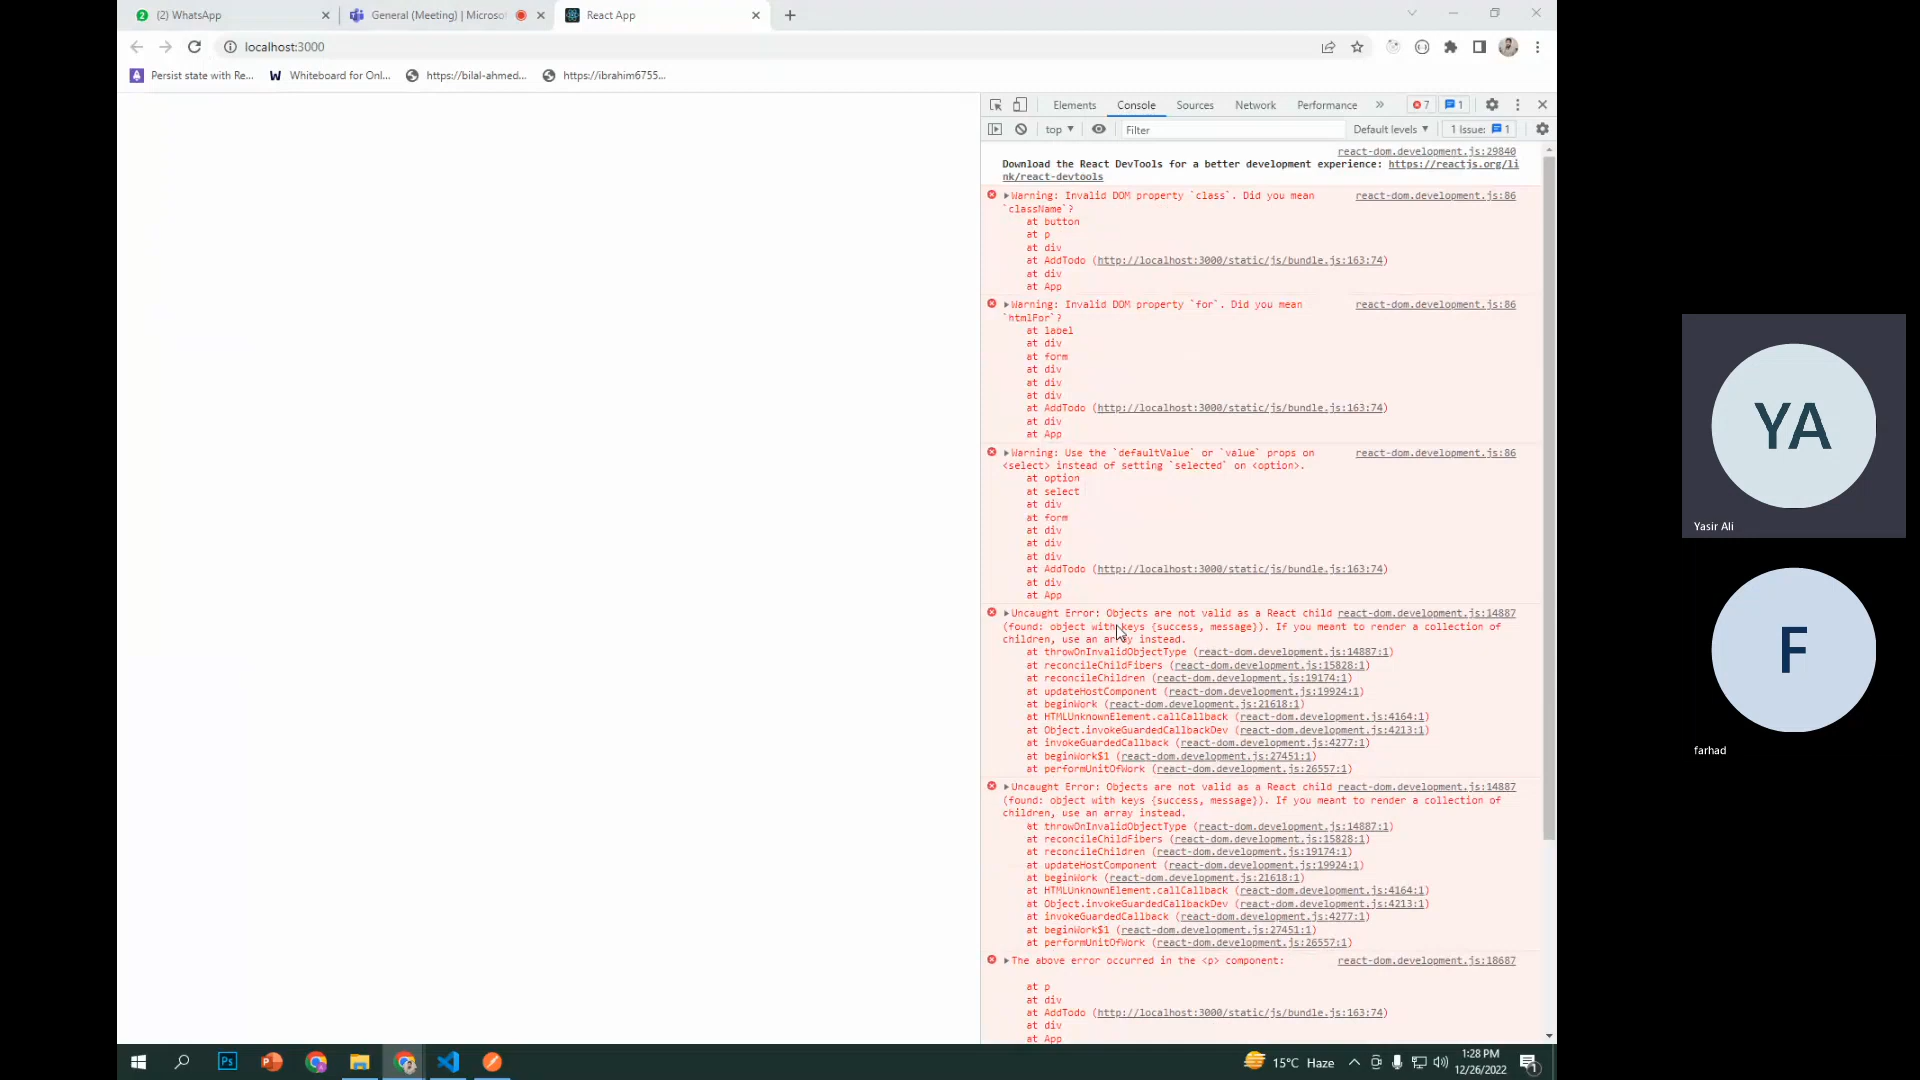 (2) WhatsApp
General (Meeting) | Microso
React App
localhost:3000
Persist state with Re...
Whiteboard for Onl...
https://bilal-ahmed...
https://ibrahim6755...
Elements Console Sources Network Performance » 7 1
top Filter Default levels 1 Issue: 1
react-dom.development.js:29840
Download the React DevTools for a better development experience: https://reactjs.org/li
nk/react-devtools
Warning: Invalid DOM property `class`. Did you mean react-dom.development.js:86
`className`?
at button
at p
at div
at AddTodo (http://localhost:3000/static/js/bundle.js:163:74)
at div
at App
Warning: Invalid DOM property `for`. Did you mean react-dom.development.js:86
`htmlFor`?
at label
at div
at form
at div
at div
at div
at AddTodo (http://localhost:3000/static/js/bundle.js:163:74)
at div
at App
Warning: Use the `defaultValue` or `value` props on react-dom.development.js:86
<select> instead of setting `selected` on <option>.
at option
at select
at div
at form
at div
at div
at div
at AddTodo (http://localhost:3000/static/js/bundle.js:163:74)
at div
at App
Uncaught Error: Objects are not valid as a React child react-dom.development.js:14887
(found: object with keys {success, message}). If you meant to render a collection of
children, use an array instead.
at throwOnInvalidObjectType (react-dom.development.js:14887:1)
at reconcileChildFibers (react-dom.development.js:15828:1)
at reconcileChildren (react-dom.development.js:19174:1)
at updateHostComponent (react-dom.development.js:19924:1)
at beginWork (react-dom.development.js:21618:1)
at HTMLUnknownElement.callCallback (react-dom.development.js:4164:1)
at Object.invokeGuardedCallbackDev (react-dom.development.js:4213:1)
at invokeGuardedCallback (react-dom.development.js:4277:1)
at beginWork$1 (react-dom.development.js:27451:1)
at performUnitOfWork (react-dom.development.js:26557:1)
Uncaught Error: Objects are not valid as a React child react-dom.development.js:14887
(found: object with keys {success, message}). If you meant to render a collection of
children, use an array instead.
at throwOnInvalidObjectType (react-dom.development.js:14887:1)
at reconcileChildFibers (react-dom.development.js:15828:1)
at reconcileChildren (react-dom.development.js:19174:1)
at updateHostComponent (react-dom.development.js:19924:1)
at beginWork (react-dom.development.js:21618:1)
at HTMLUnknownElement.callCallback (react-dom.development.js:4164:1)
at Object.invokeGuardedCallbackDev (react-dom.development.js:4213:1)
at invokeGuardedCallback (react-dom.development.js:4277:1)
at beginWork$1 (react-dom.development.js:27451:1)
at performUnitOfWork (react-dom.development.js:26557:1)
The above error occurred in the <p> component: react-dom.development.js:18687
at p
at div
at AddTodo (http://localhost:3000/static/js/bundle.js:163:74)
at div
at App
YA
Yasir Ali
F
farhad
Ps
15°C Haze
1:28 PM
12/26/2022
1